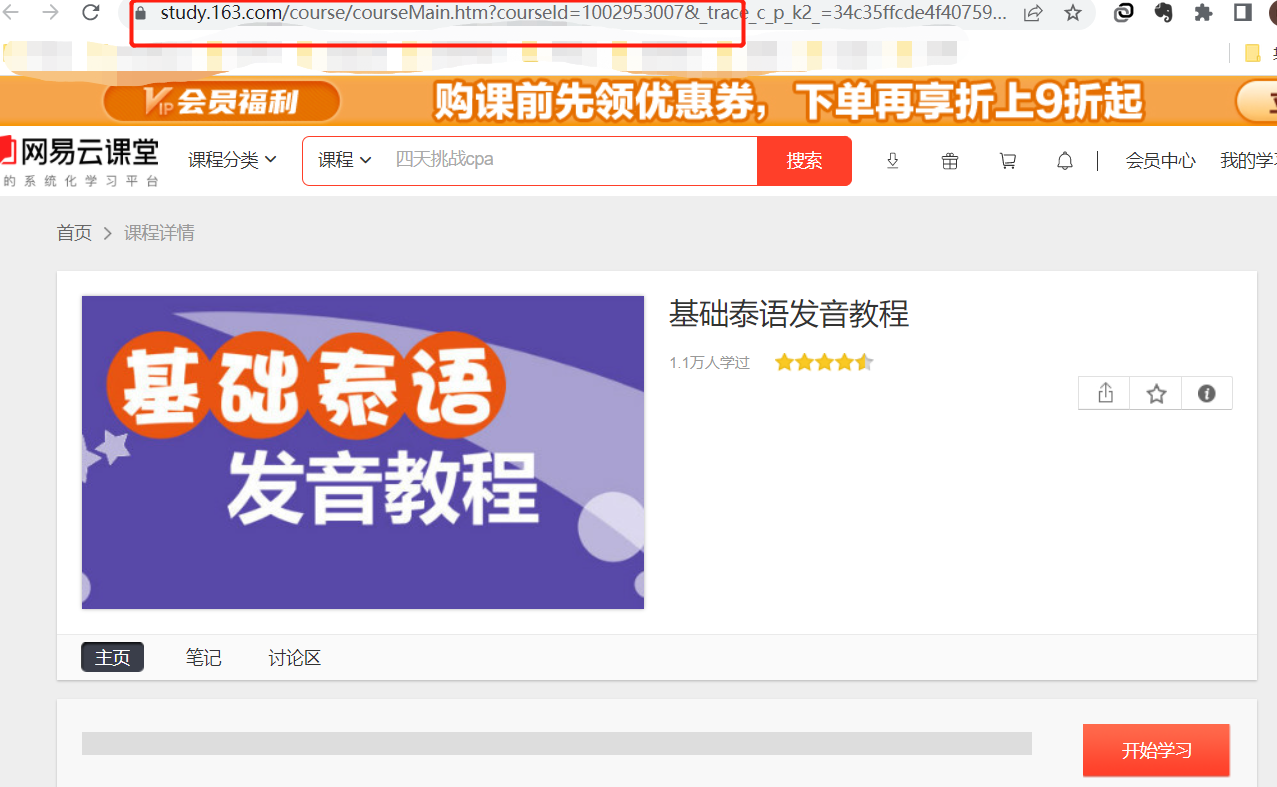 study.163.com/course/courseMain.htm?courseId=1002953007&_trace_c_p_k2_=34c35ffcde4f40759...
VIP会员福利 购课前先领优惠券，下单再享折上9折起
网易云课堂
的系统化学习平台
课程分类 课程 四天挑战cpa 搜索 会员中心 我的学习
首页 > 课程详情
基础泰语
发音教程
基础泰语发音教程
1.1万人学过
主页 笔记 讨论区
开始学习